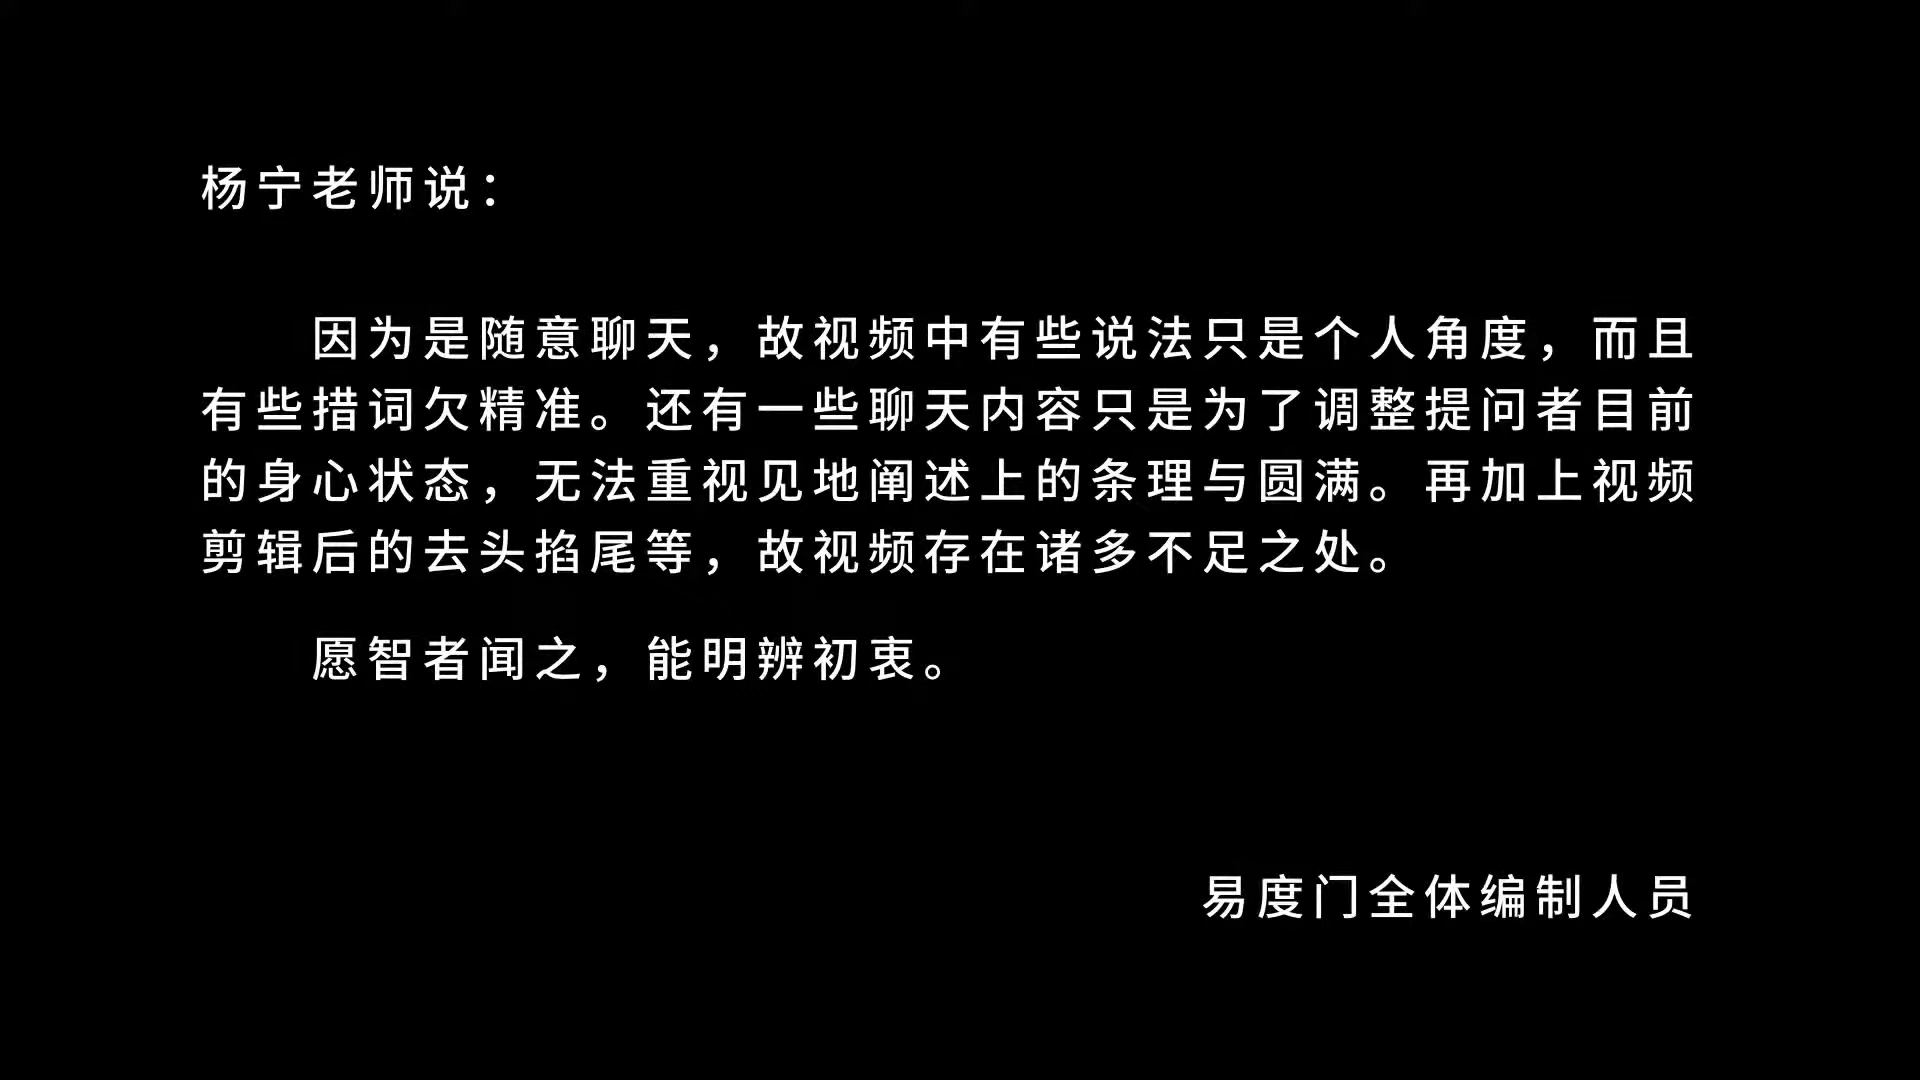 杨宁老师说：
因为是随意聊天，故视频中有些说法只是个人角度，而且
有些措词欠精准。还有一些聊天内容只是为了调整提问者目前
的身心状态，无法重视见地阐述上的条理与圆满。再加上视频
剪辑后的去头掐尾等，故视频存在诸多不足之处。
愿智者闻之，能明辨初衷。
易度门全体编制人员